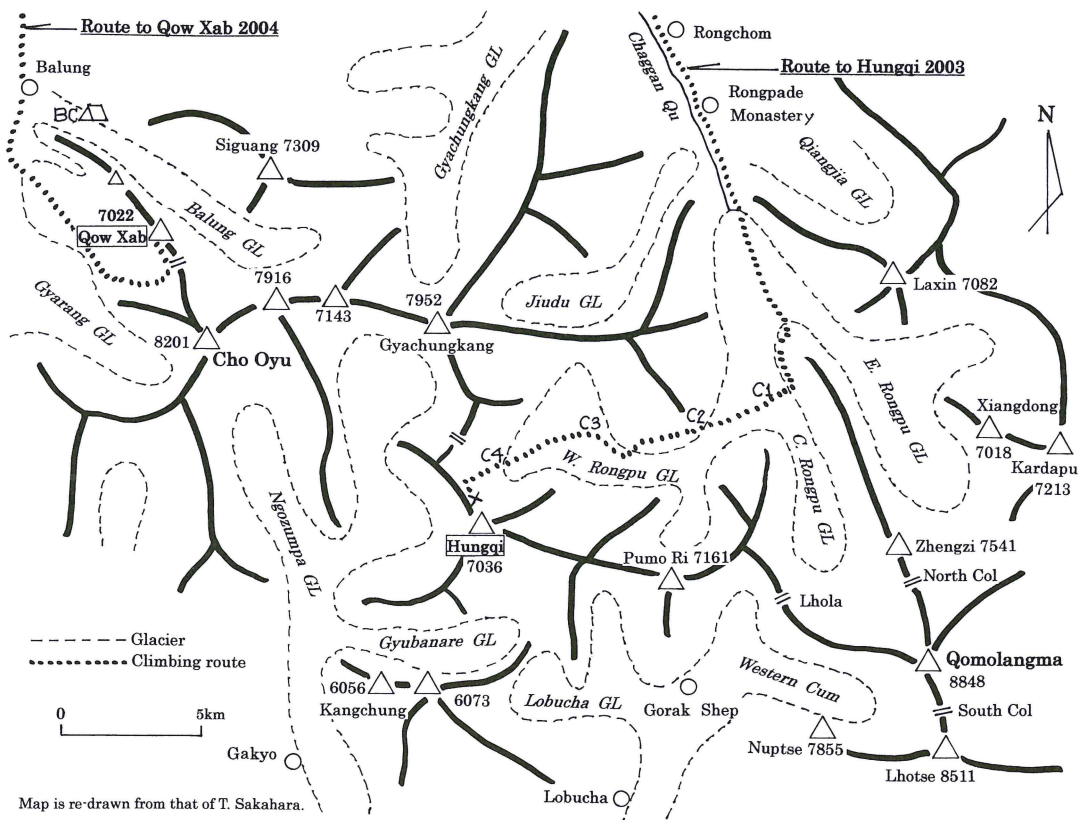 Route to Qow Xab 2004
Balung
BC
Siguang 7309
Gyachungkang GL
Chaggan Qu
Rongchom
Route to Hungqi 2003
Rongpade
Monastery
Qiangjia GL
N
7022
Qow Xab
Balung GL
7916
7143
7952
Gyachungkang
Jiudu GL
Laxin 7082
Gyarang GL
8201
Cho Oyu
E. Rongpu GL
Xiangdong
7018
Kardapu
7213
C1
C2
C3
C4
W. Rongpu GL
C. Rongpu GL
Ngozumpa GL
Hungqi
7036
Pumo Ri 7161
Zhengzi 7541
North Col
Lhola
Glacier
Climbing route
Gyubanare GL
Qomolangma
8848
6056
6073
Kangchung
Lobucha GL
Gorak Shep
Western Cum
South Col
0
5km
Nuptse 7855
Lhotse 8511
Gakyo
Lobucha
Map is re-drawn from that of T. Sakahara.